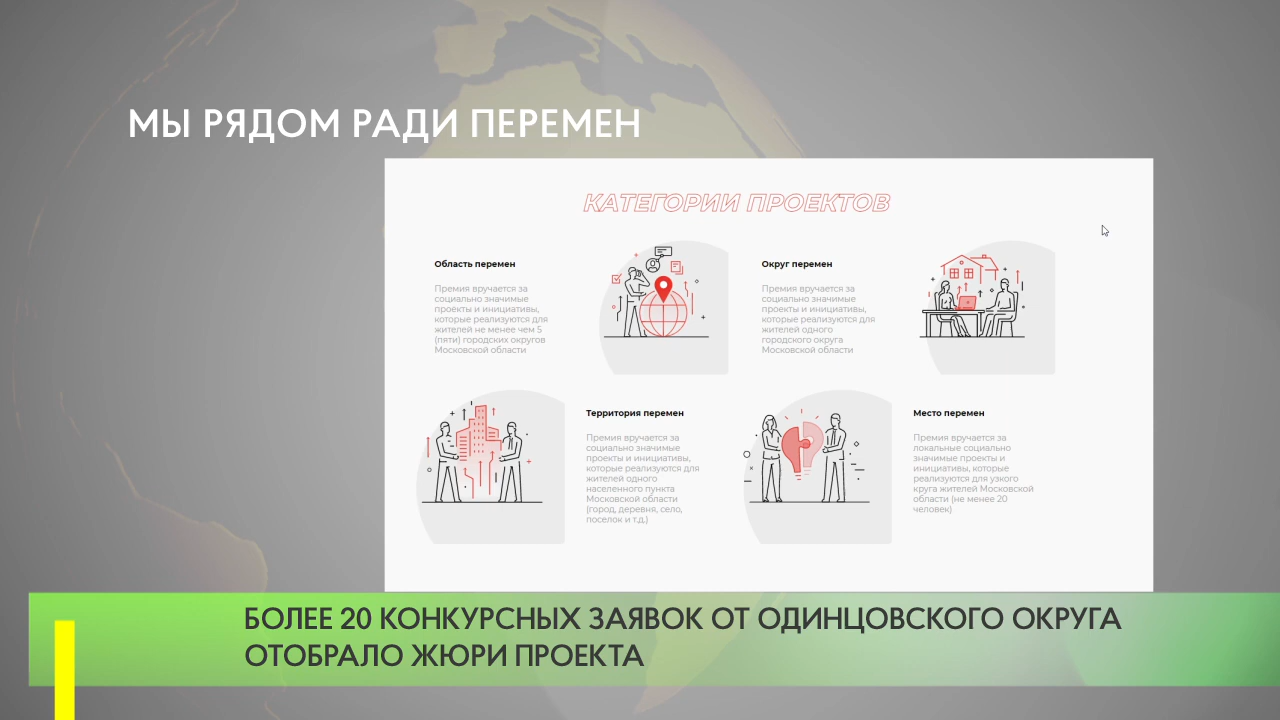 МЫ РЯДОМ РАДИ ПЕРЕМЕН
КАТЕГОРИИ ПРОЕКТОВ
Область перемен
Премия вручается за
социально значимые
проекты и инициативы,
которые реализуются для
жителей не менее чем 5
(пяти) городских округов
Московской области
Округ перемен
Премия вручается за
социально значимые
проекты и инициативы,
которые реализуются для
жителей одного
городского округа
Московской области
Территория перемен
Премия вручается за
социально значимые
проекты и инициативы,
которые реализуются для
жителей одного
населенного пункта
Московской области
(город, деревня, село,
поселок и т.д.)
Место перемен
Премия вручается за
локальные социально
значимые проекты и
инициативы, которые
реализуются для узкого
круга жителей Московской
области (не менее 20
человек)
БОЛЕЕ 20 КОНКУРСНЫХ ЗАЯВОК ОТ ОДИНЦОВСКОГО ОКРУГА
ОТОБРАЛО ЖЮРИ ПРОЕКТА